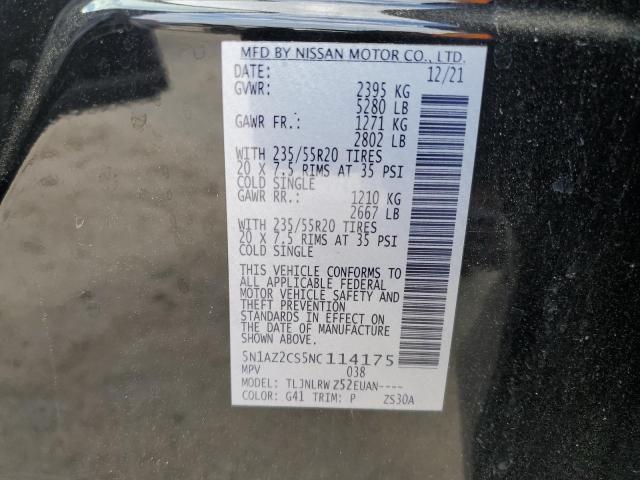 MFD BY NISSAN MOTOR CO., LTD.
DATE: 12/21
GVWR: 2395 KG
5280 LB
GAWR FR.: 1271 KG
2802 LB
WITH 235/55R20 TIRES
20 X 7.5 RIMS AT 35 PSI
COLD SINGLE
GAWR RR.: 1210 KG
2667 LB
WITH 235/55R20 TIRES
20 X 7.5 RIMS AT 35 PSI
COLD SINGLE
THIS VEHICLE CONFORMS TO
ALL APPLICABLE FEDERAL
MOTOR VEHICLE SAFETY AND
THEFT PREVENTION
STANDARDS IN EFFECT ON
THE DATE OF MANUFACTURE
SHOWN ABOVE.
5N1AZ2CS5NC114175
MPV 038
MODEL: TLJNLRW Z52EUAN----
COLOR: G41 TRIM: P ZS30A